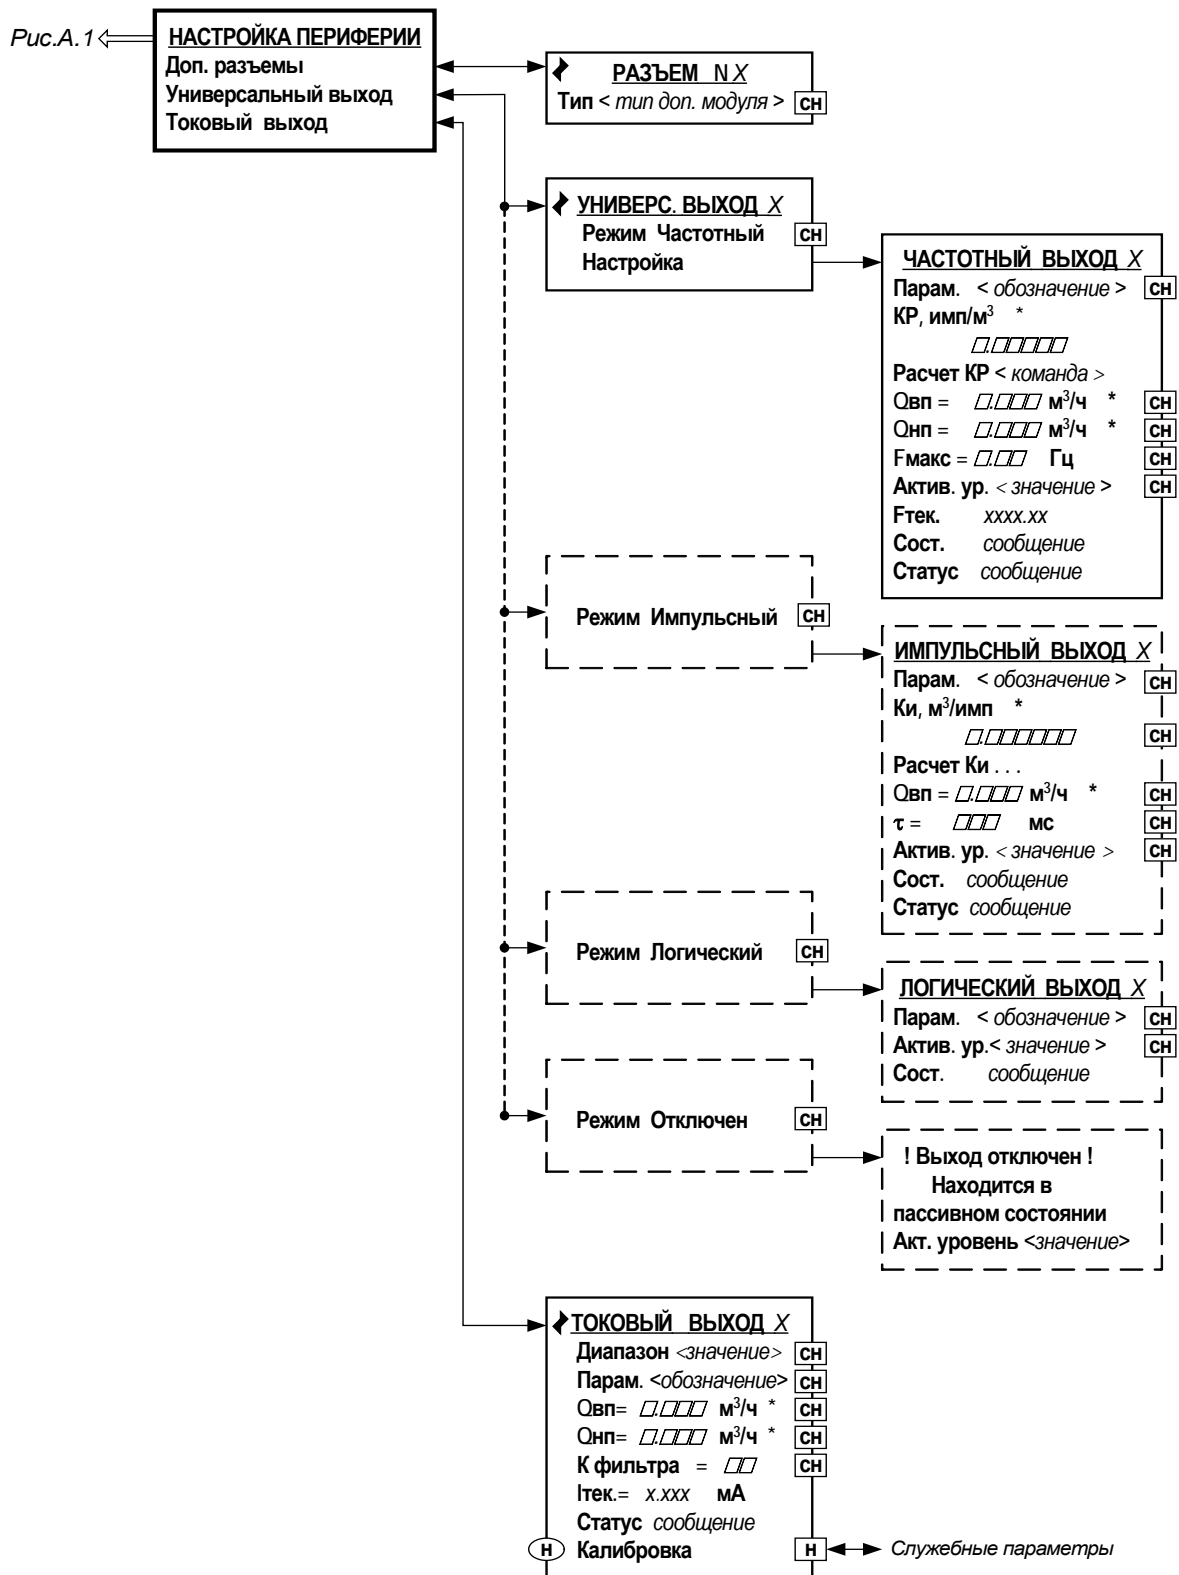 Рис.А.1
НАСТРОЙКА ПЕРИФЕРИИ
Доп. разъемы
Универсальный выход
Токовый выход
РАЗЪЕМ N X
Тип < тип доп. модуля > СН
УНИВЕРС. ВЫХОД X
Режим Частотный СН
Настройка
ЧАСТОТНЫЙ ВЫХОД X
Парам. < обозначение > СН
КР, имп/м³ *
▱.▱▱▱▱▱
Расчет КР < команда >
Qвп = ▱.▱▱▱ м³/ч * СН
Qнп = ▱.▱▱▱ м³/ч * СН
Fмакс = ▱.▱▱ Гц СН
Актив. ур. < значение > СН
Fтек. xxxx.xx
Сост. сообщение
Статус сообщение
Режим Импульсный СН
ИМПУЛЬСНЫЙ ВЫХОД X
Парам. < обозначение > СН
Ки, м³/имп *
▱.▱▱▱▱▱▱ СН
Расчет Ки . . .
Qвп = ▱.▱▱▱ м³/ч * СН
τ = ▱▱▱ мс СН
Актив. ур. < значение > СН
Сост. сообщение
Статус сообщение
Режим Логический СН
ЛОГИЧЕСКИЙ ВЫХОД X
Парам. < обозначение > СН
Актив. ур.< значение > СН
Сост. сообщение
Режим Отключен СН
! Выход отключен !
Находится в
пассивном состоянии
Акт. уровень <значение>
ТОКОВЫЙ ВЫХОД X
Диапазон <значение> СН
Парам. <обозначение> СН
Qвп= ▱.▱▱▱ м³/ч * СН
Qнп= ▱.▱▱▱ м³/ч * СН
К фильтра = ▱▱ СН
Iтек.= x.xxx мА
Статус сообщение
Н Калибровка Н Служебные параметры